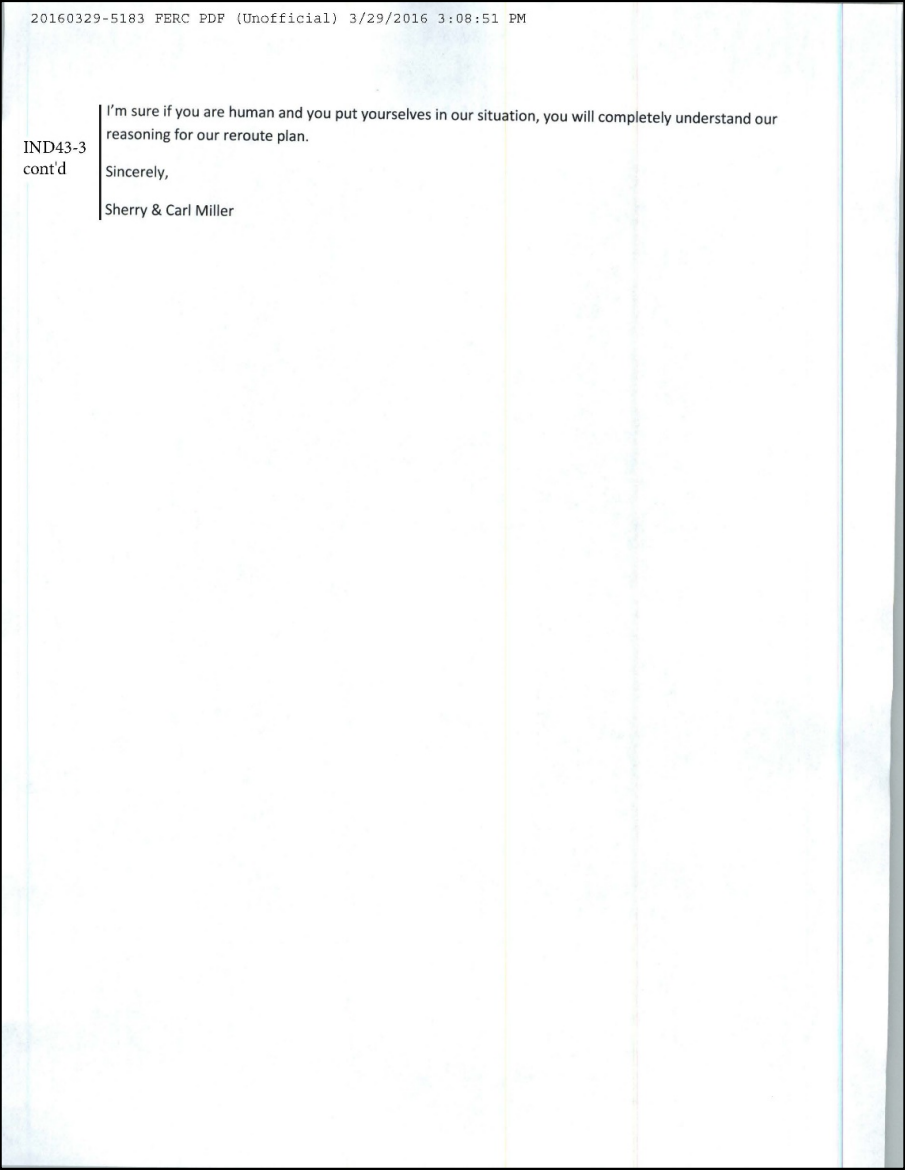 20160329-5183 FERC PDF (Unofficial) 3/29/2016 3:08:51 PM
I'm sure if you are human and you put yourselves in our situation, you will completely understand our
reasoning for our reroute plan.
IND43-3
cont'd
Sincerely,
Sherry & Carl Miller